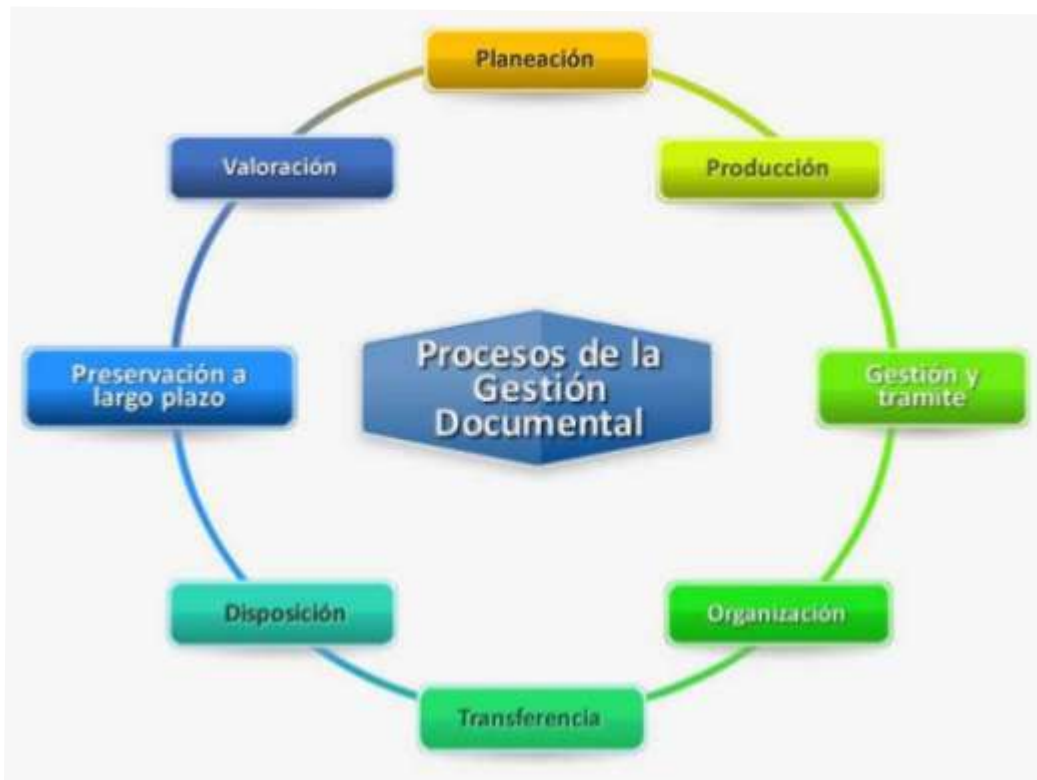 Planeación
Producción
Gestión y
tramite
Organización
Transferencia
Disposición
Preservación a
largo plazo
Valoración
Procesos de la
Gestión
Documental